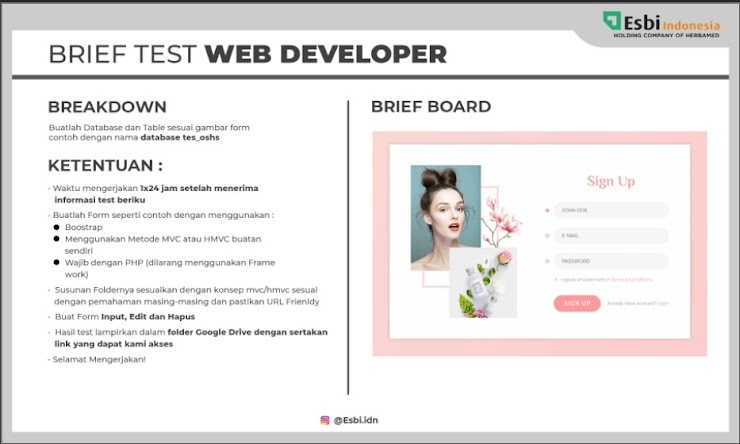 Esbi Indonesia
HOLDING COMPANY OF HERBAMED
BRIEF TEST WEB DEVELOPER
BREAKDOWN
Buatlah Database dan Table sesuai gambar form
contoh dengan nama database tes_oshs
KETENTUAN :
- Waktu mengerjakan 1x24 jam setelah menerima
informasi test beriku
- Buatlah Form seperti contoh dengan menggunakan :
● Boostrap
● Menggunakan Metode MVC atau HMVC buatan
sendiri
● Wajib dengan PHP (dilarang menggunakan Frame
work)
- Susunan Foldernya sesuaikan dengan konsep mvc/hmvc sesuai
dengan pemahaman masing-masing dan pastikan URL Frienldy
- Buat Form Input, Edit dan Hapus
- Hasil test lampirkan dalam folder Google Drive dengan sertakan
link yang dapat kami akses
- Selamat Mengerjakan!
BRIEF BOARD
Sign Up
JOHN DOE
E-MAIL
PASSWORD
I agree of statement in Terms & Conditions
SIGN UP
Already Have account? Login
@Esbi.idn